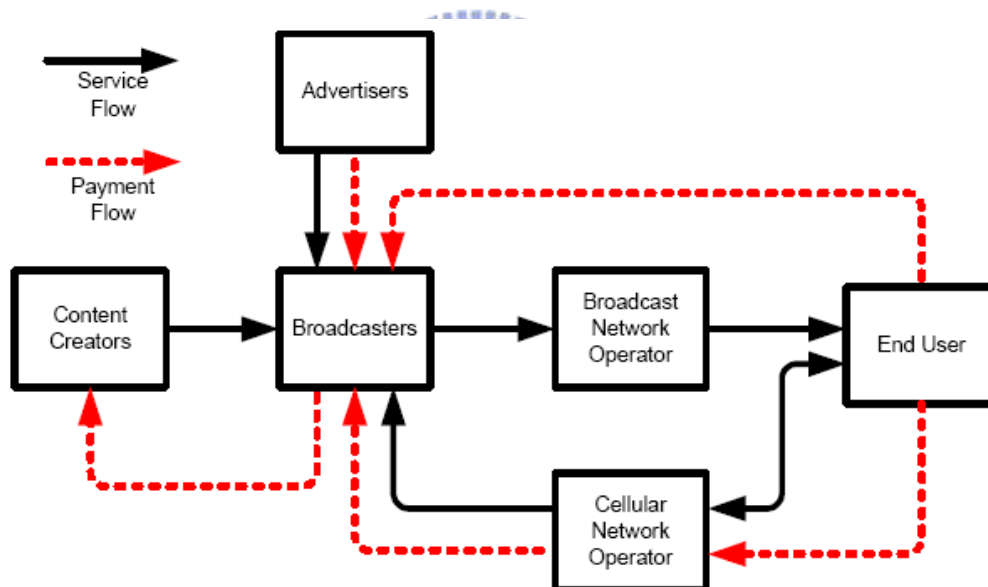 Service
Flow
Payment
Flow
Advertisers
Content
Creators
Broadcasters
Broadcast
Network
Operator
End User
Cellular
Network
Operator